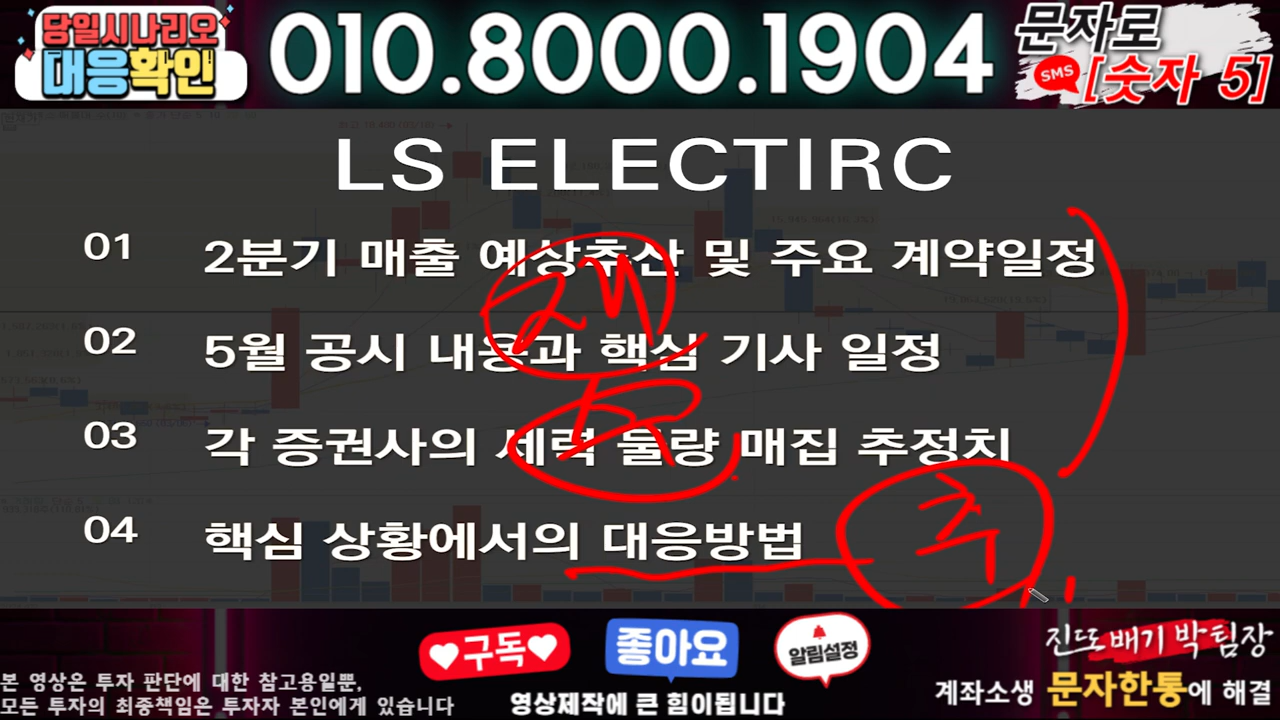 당일시나리오
대응확인
010.8000.1904
문자로
SMS
[숫자 5]
LS ELECTIRC
01 2분기 매출 예상추산 및 주요 계약일정
02 5월 공시 내용과 핵심 기사 일정
03 각 증권사의 세력 물량 매집 추정치
04 핵심 상황에서의 대응방법
구독
좋아요
알림설정
영상제작에 큰 힘이됩니다
본 영상은 투자 판단에 대한 참고용일뿐,
모든 투자의 최종책임은 투자자 본인에게 있습니다
진또배기 박팀장
계좌소생 문자한통에 해결